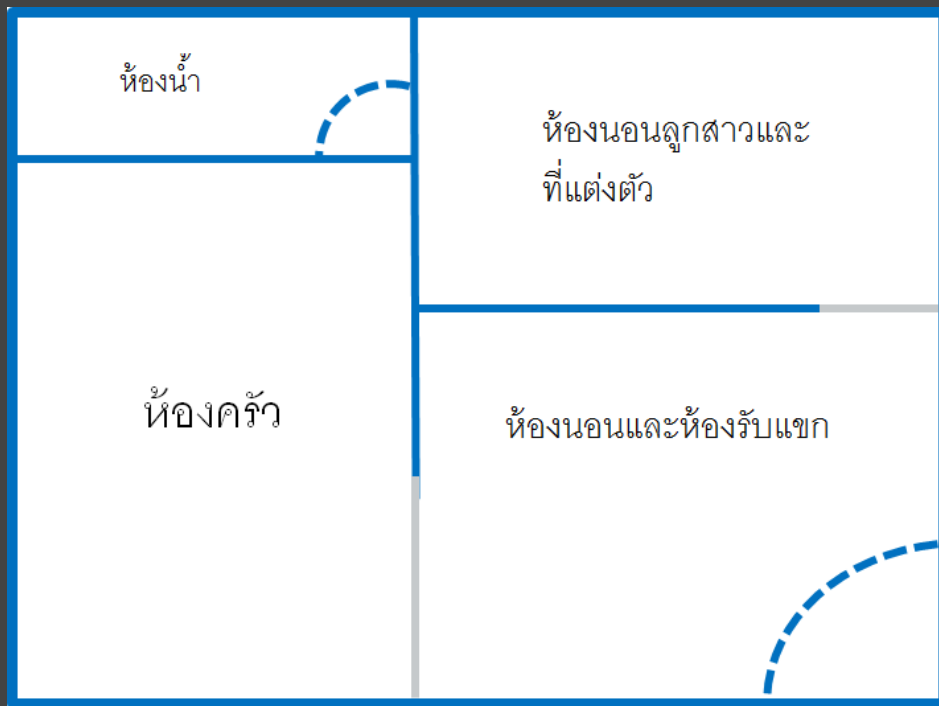 ห้องน้ำ
ห้องนอนลูกสาวและ
ที่แต่งตัว
ห้องครัว
ห้องนอนและห้องรับแขก